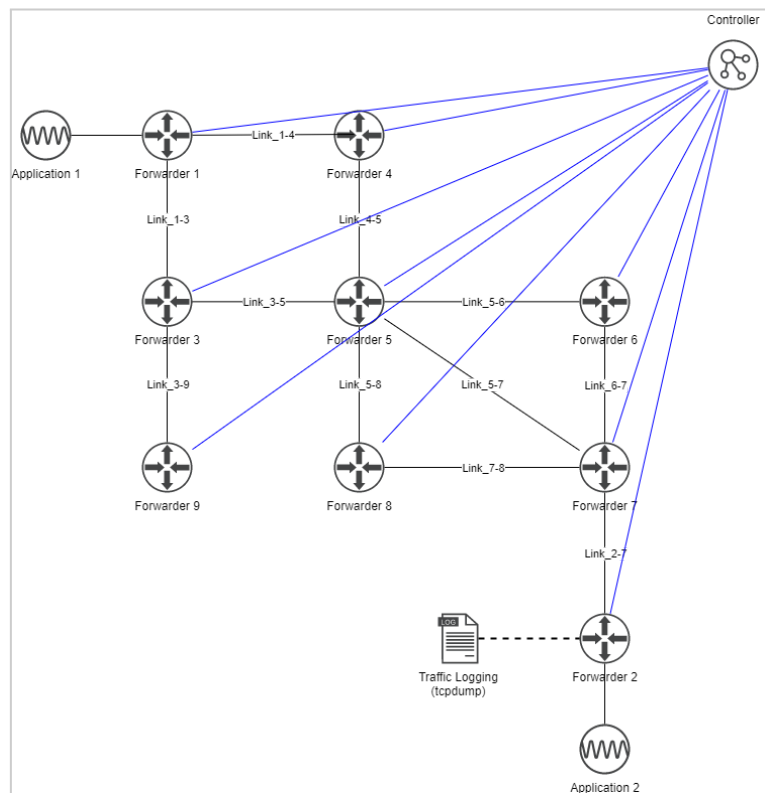 Controller
Link_1-4
Application 1
Forwarder 1
Forwarder 4
Link_1-3
Link_4-5
Link_3-5
Link_5-6
Forwarder 3
Forwarder 5
Forwarder 6
Link_3-9
Link_5-8
Link_5-7
Link_6-7
Link_7-8
Forwarder 9
Forwarder 8
Forwarder 7
Link_2-7
LOG
Traffic Logging
(tcpdump)
Forwarder 2
Application 2